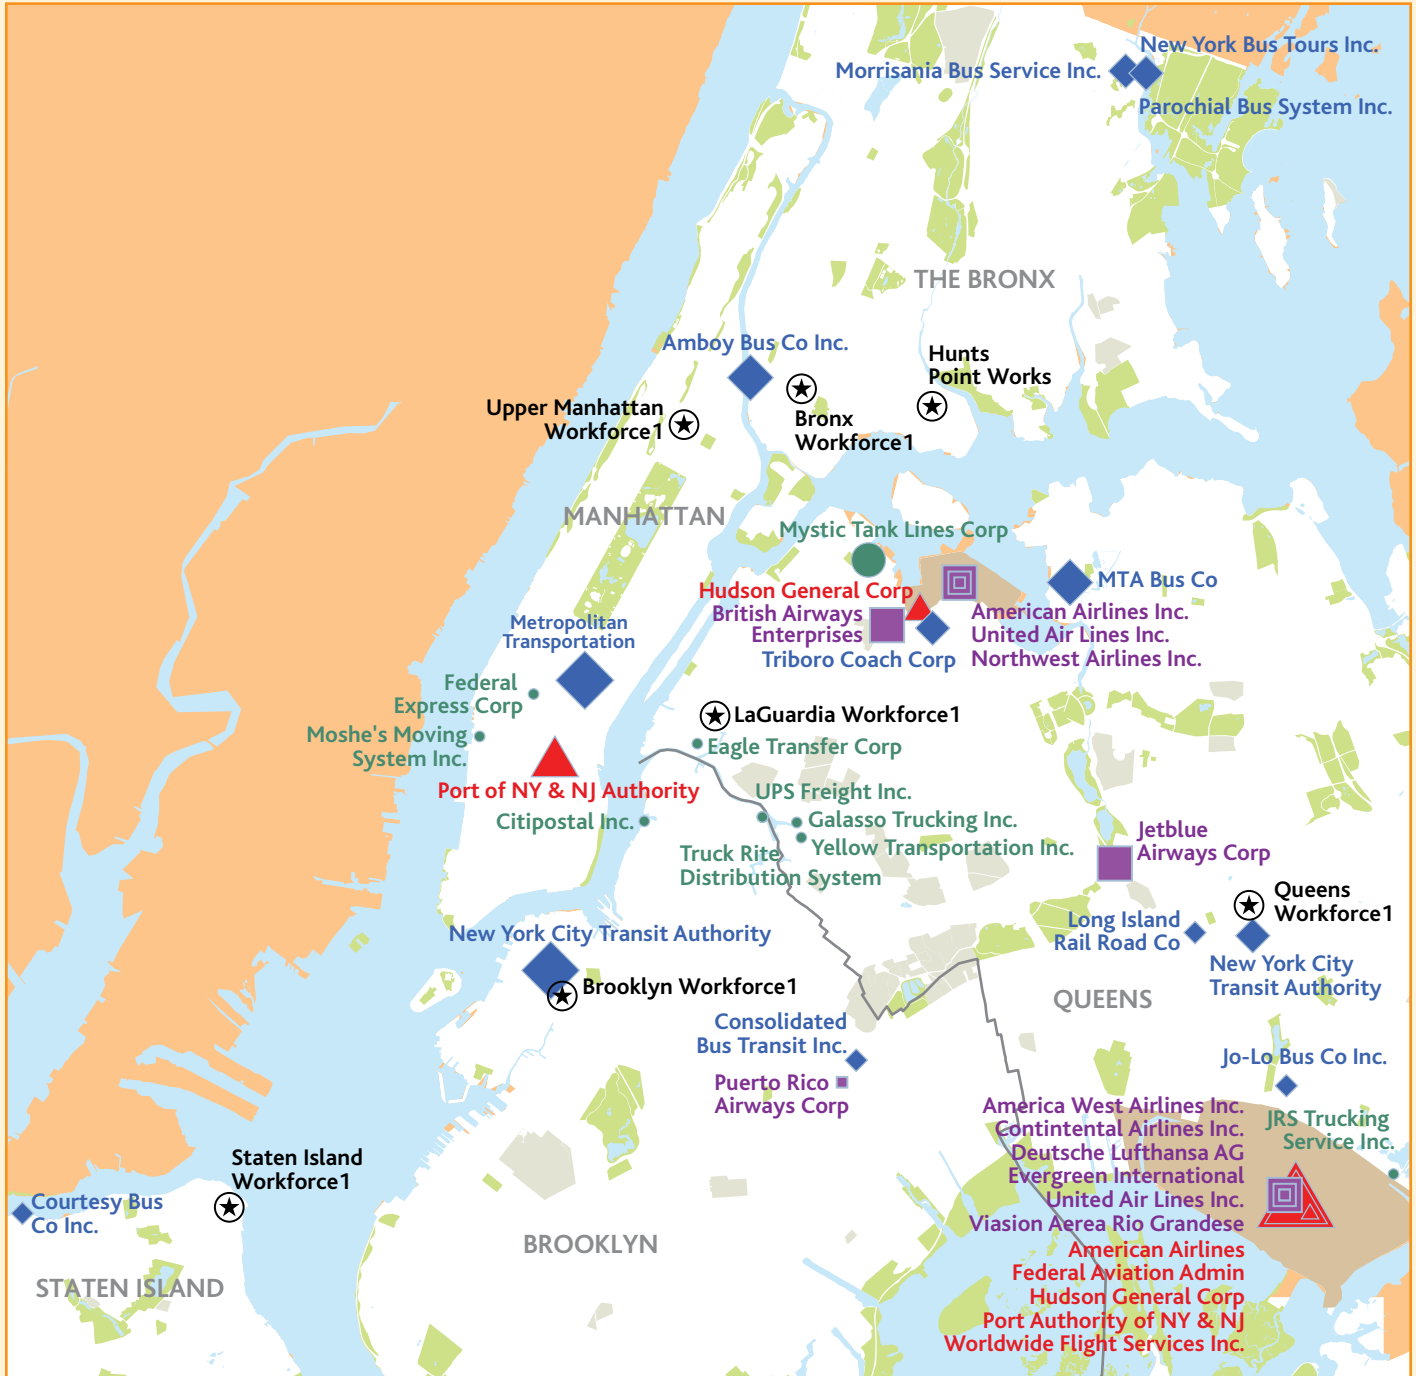 New York Bus Tours Inc.
Morrisania Bus Service Inc.
Parochial Bus System Inc.
THE BRONX
Amboy Bus Co Inc.
Hunts
Point Works
Upper Manhattan
Workforce1
Bronx
Workforce1
MANHATTAN
Mystic Tank Lines Corp
MTA Bus Co
Hudson General Corp
British Airways
Enterprises
Triboro Coach Corp
American Airlines Inc.
United Air Lines Inc.
Northwest Airlines Inc.
Metropolitan
Transportation
Federal
Express Corp
Moshe's Moving
System Inc.
LaGuardia Workforce1
Eagle Transfer Corp
Port of NY & NJ Authority
UPS Freight Inc.
Citipostal Inc.
Galasso Trucking Inc.
Yellow Transportation Inc.
Truck Rite
Distribution System
Jetblue
Airways Corp
Queens
Workforce1
Long Island
Rail Road Co
New York City Transit Authority
New York City
Transit Authority
Brooklyn Workforce1
QUEENS
Consolidated
Bus Transit Inc.
Jo-Lo Bus Co Inc.
Puerto Rico
Airways Corp
America West Airlines Inc.
Contintental Airlines Inc.
Deutsche Lufthansa AG
Evergreen International
United Air Lines Inc.
Viasion Aerea Rio Grandese
JRS Trucking
Service Inc.
American Airlines
Federal Aviation Admin
Hudson General Corp
Port Authority of NY & NJ
Worldwide Flight Services Inc.
Staten Island
Workforce1
Courtesy Bus
Co Inc.
BROOKLYN
STATEN ISLAND